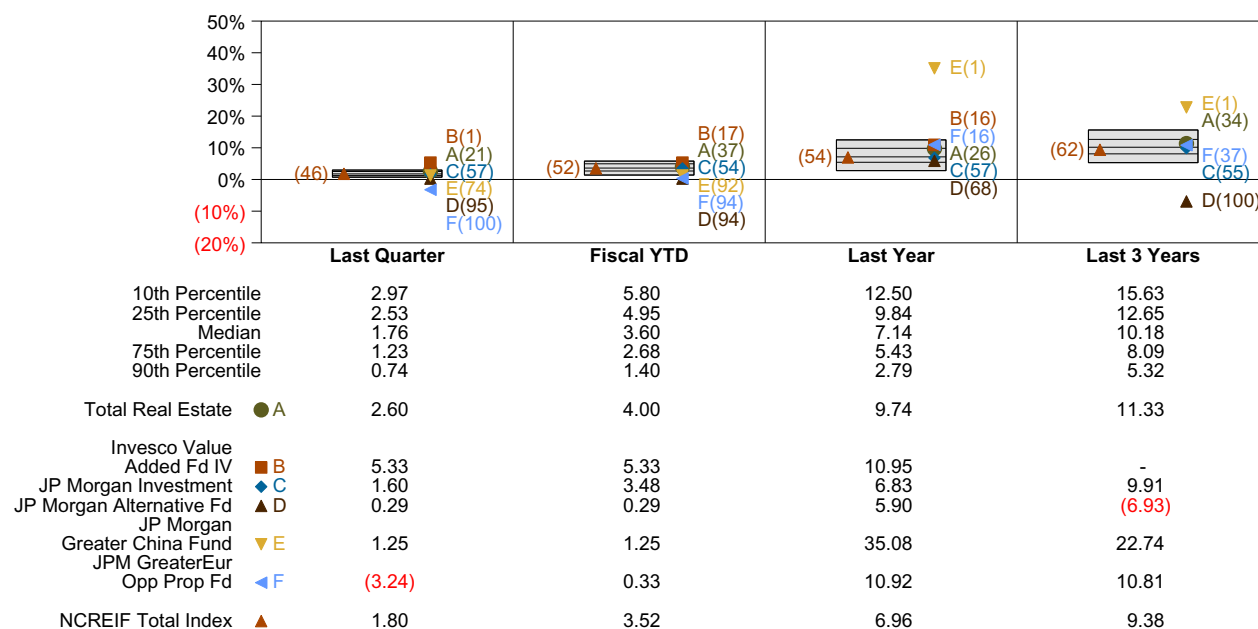 50%
40%
30%
20%
10%
0%
(10%)
(20%)
(46)
B(1)
A(21)
C(57)
E(74)
D(95)
F(100)
(52)
B(17)
A(37)
C(54)
E(92)
F(94)
D(94)
(54)
E(1)
B(16)
F(16)
A(26)
C(57)
D(68)
(62)
E(1)
A(34)
F(37)
C(55)
D(100)
Last Quarter Fiscal YTD Last Year Last 3 Years
10th Percentile 2.97 5.80 12.50 15.63
25th Percentile 2.53 4.95 9.84 12.65
Median 1.76 3.60 7.14 10.18
75th Percentile 1.23 2.68 5.43 8.09
90th Percentile 0.74 1.40 2.79 5.32
Total Real Estate A 2.60 4.00 9.74 11.33
Invesco Value
Added Fd IV B 5.33 5.33 10.95 -
JP Morgan Investment C 1.60 3.48 6.83 9.91
JP Morgan Alternative Fd D 0.29 0.29 5.90 (6.93)
JP Morgan
Greater China Fund E 1.25 1.25 35.08 22.74
JPM GreaterEur
Opp Prop Fd F (3.24) 0.33 10.92 10.81
NCREIF Total Index 1.80 3.52 6.96 9.38